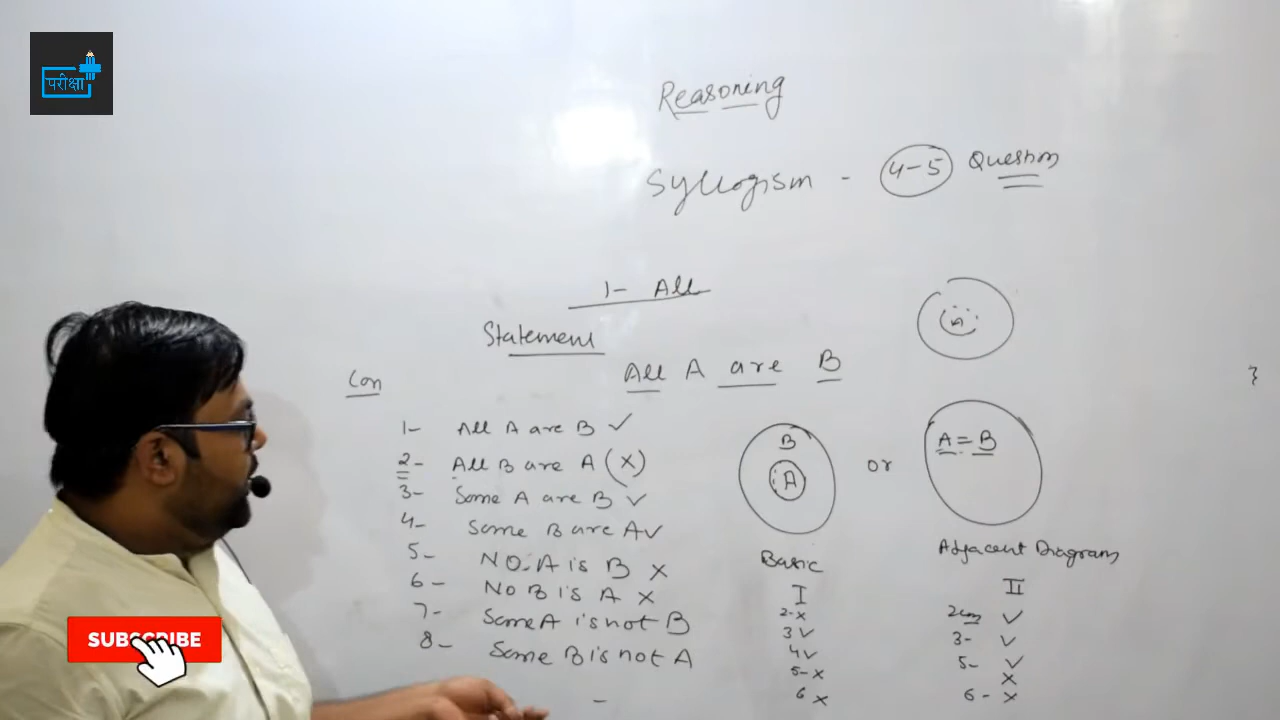 परीक्षा
Reasoning
Syllogism - 4-5 Question
1- All
Statement
All A are B
Con
1- All A are B ✓
2- All B are A (X)
3- Some A are B ✓
4- Some B are A ✓
5- NO A is B X
6- No B is A X
7- Some A is not B
8- Some B is not A
B
A
or
A = B
Basic
I
2-X
3 ✓
4 ✓
5-X
6 X
Adjacent Diagram
II
✓
3- ✓
5- ✓
X
6- X
SUBSCRIBE